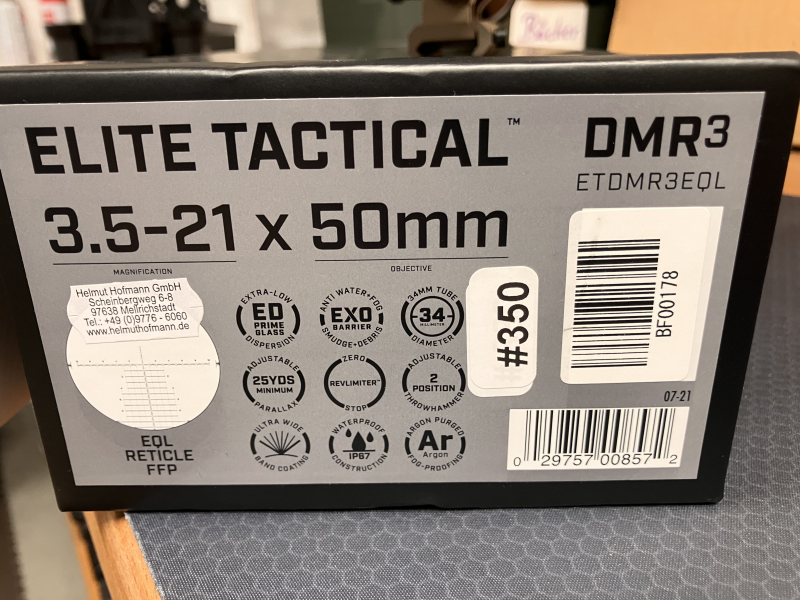 Räuden
ELITE TACTICAL™
DMR3
ETDMR3EQL
3.5-21 x 50mm
MAGNIFICATION
OBJECTIVE
Helmut Hofmann GmbH
Scheinbergweg 6-8
97638 Mellrichstadt
Tel.: +49 (0)9776 - 6060
www.helmuthofmann.de
EQL
RETICLE
FFP
EXTRA-LOW
ED
PRIME
GLASS
DISPERSION
ANTI WATER+FOG
EXO
BARRIER
SMUDGE+DEBRIS
34MM TUBE
-34-
MILLIMETER
DIAMETER
ADJUSTABLE
25YDS
MINIMUM
PARALLAX
ZERO
REVLIMITER™
STOP
ADJUSTABLE
2
POSITION
THROWHAMMER
ULTRA WIDE
BAND COATING
WATERPROOF
IP67
CONSTRUCTION
ARGON PURGED
Ar
Argon
FOG-PROOFING
#350
BF00178
07-21
0 29757 00857 2